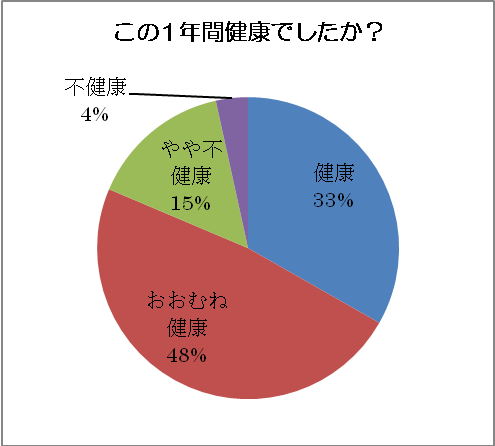 この１年間健康でしたか？
不健康
4%
やや不
健康
15%
健康
33%
おおむね
健康
48%